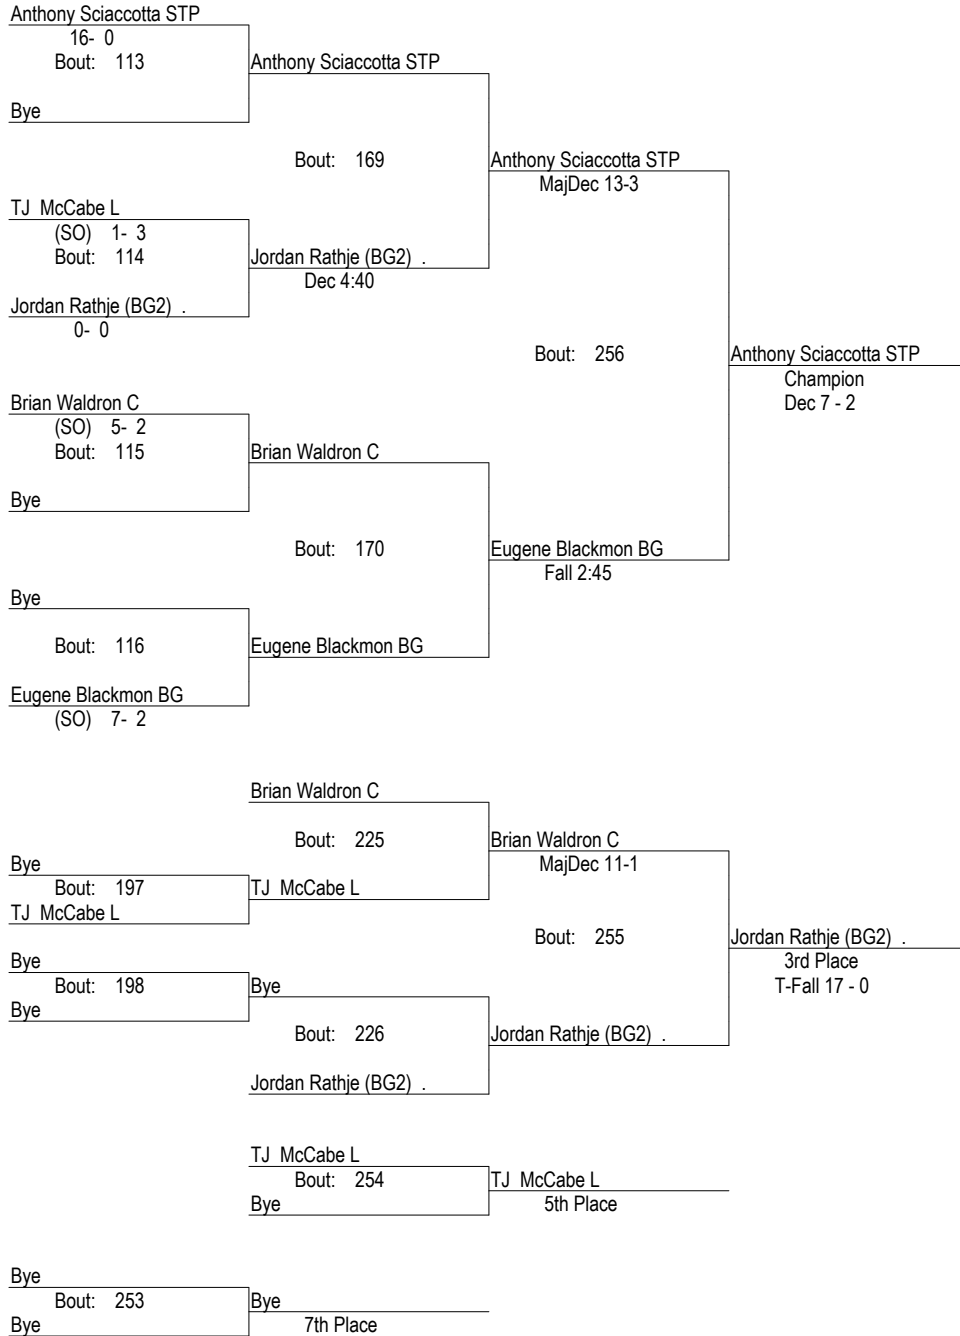 Anthony Sciaccotta STP
16- 0
Bout: 113
Anthony Sciaccotta STP
Bye
Bout: 169
Anthony Sciaccotta STP
MajDec 13-3
TJ McCabe L
(SO) 1- 3
Bout: 114
Jordan Rathje (BG2) .
Dec 4:40
Jordan Rathje (BG2) .
0- 0
Bout: 256
Anthony Sciaccotta STP
Champion
Dec 7 - 2
Brian Waldron C
(SO) 5- 2
Bout: 115
Brian Waldron C
Bye
Bout: 170
Eugene Blackmon BG
Fall 2:45
Bye
Bout: 116
Eugene Blackmon BG
Eugene Blackmon BG
(SO) 7- 2
Brian Waldron C
Bout: 225
Brian Waldron C
MajDec 11-1
Bye
Bout: 197
TJ McCabe L
TJ McCabe L
Bout: 255
Jordan Rathje (BG2) .
3rd Place
T-Fall 17 - 0
Bye
Bout: 198
Bye
Bye
Bout: 226
Jordan Rathje (BG2) .
Jordan Rathje (BG2) .
TJ McCabe L
Bout: 254
TJ McCabe L
Bye
5th Place
Bye
Bout: 253
Bye
Bye
7th Place